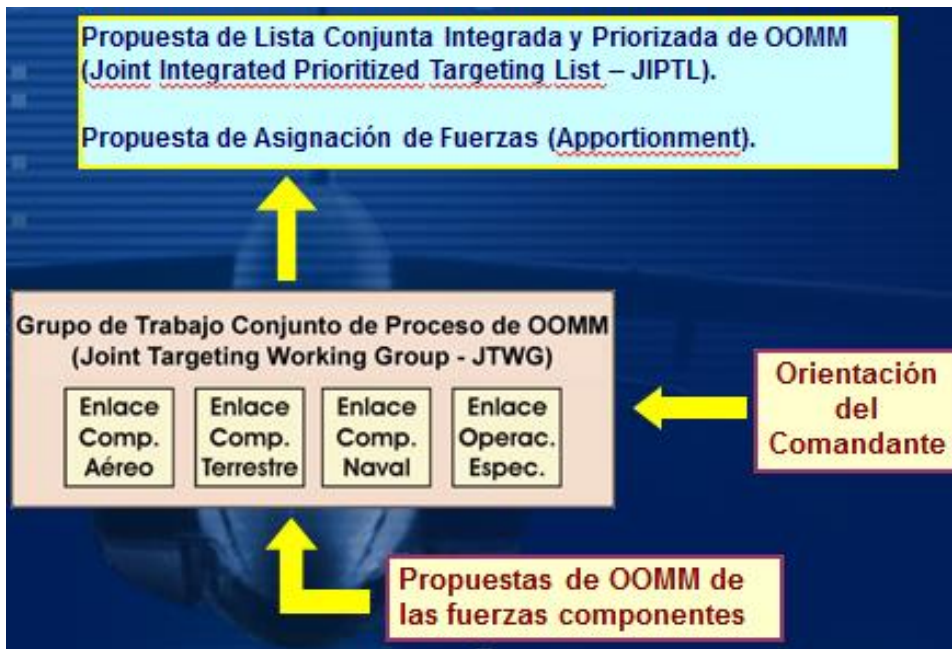 Propuesta de Lista Conjunta Integrada y Priorizada de OOMM
(Joint Integrated Prioritized Targeting List – JIPTL).
Propuesta de Asignación de Fuerzas (Apportionment).
Grupo de Trabajo Conjunto de Proceso de OOMM
(Joint Targeting Working Group - JTWG)
Enlace
Comp.
Aéreo
Enlace
Comp.
Terrestre
Enlace
Comp.
Naval
Enlace
Operac.
Espec.
Orientación
del
Comandante
Propuestas de OOMM de
las fuerzas componentes